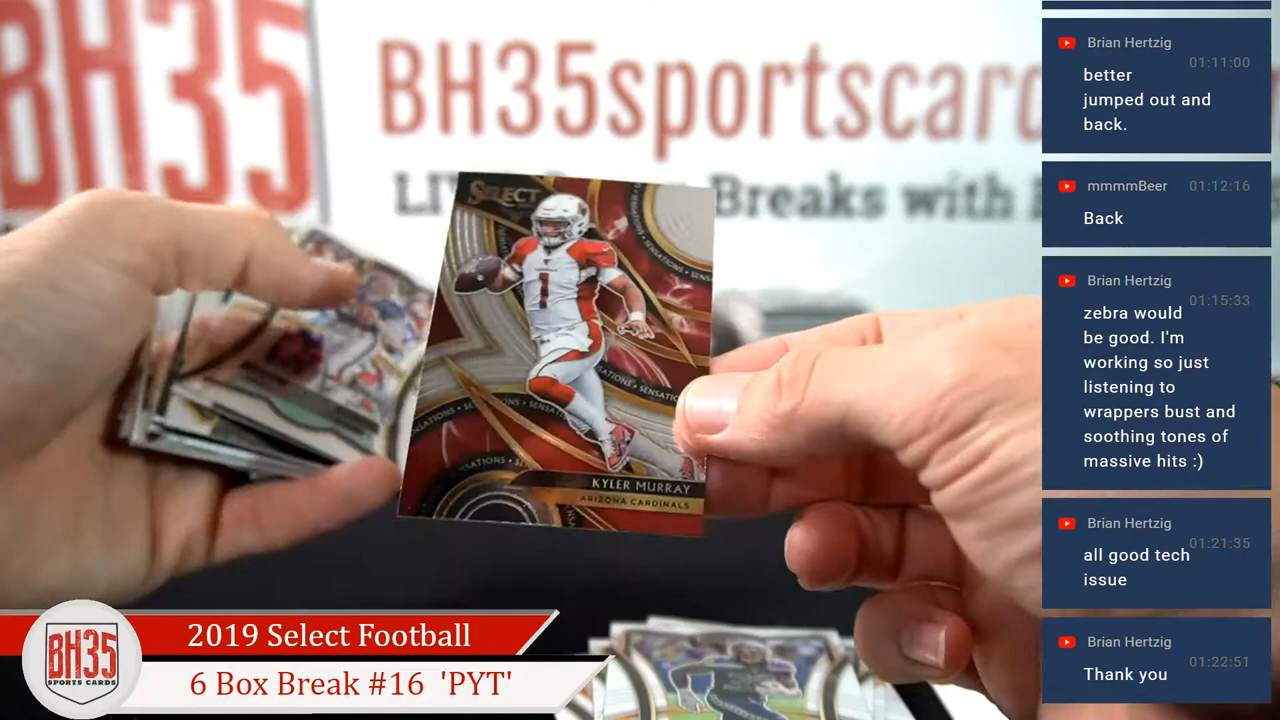 BH35
BH35sportscard
Breaks with
SELECT
SENSATIONS
1
SENSATIONS
KYLER MURRAY
ARIZONA CARDINALS
2019 Select Football
6 Box Break #16 'PYT'
BH35
SPORTS CARDS
Brian Hertzig
01:11:00
better
jumped out and
back.
mmmmBeer
01:12:16
Back
Brian Hertzig
01:15:33
zebra would
be good. I'm
working so just
listening to
wrappers bust and
soothing tones of
massive hits :)
Brian Hertzig
01:21:35
all good tech
issue
Brian Hertzig
01:22:51
Thank you